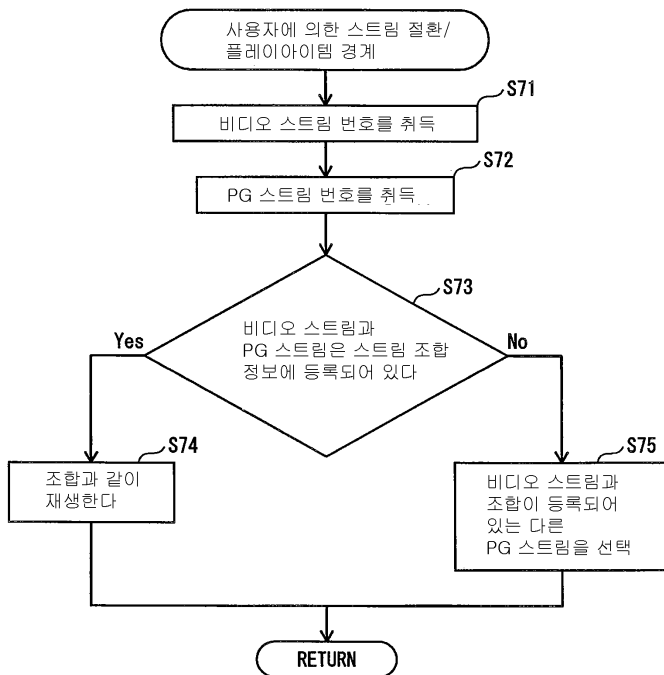 사용자에 의한 스트림 절환/
플레이아이템 경계
S71
비디오 스트림 번호를 취득
S72
PG 스트림 번호를 취득
S73
비디오 스트림과
PG 스트림은 스트림 조합
정보에 등록되어 있다
Yes
No
S74
조합과 같이
재생한다
S75
비디오 스트림과
조합이 등록되어
있는 다른
PG 스트림을 선택
RETURN